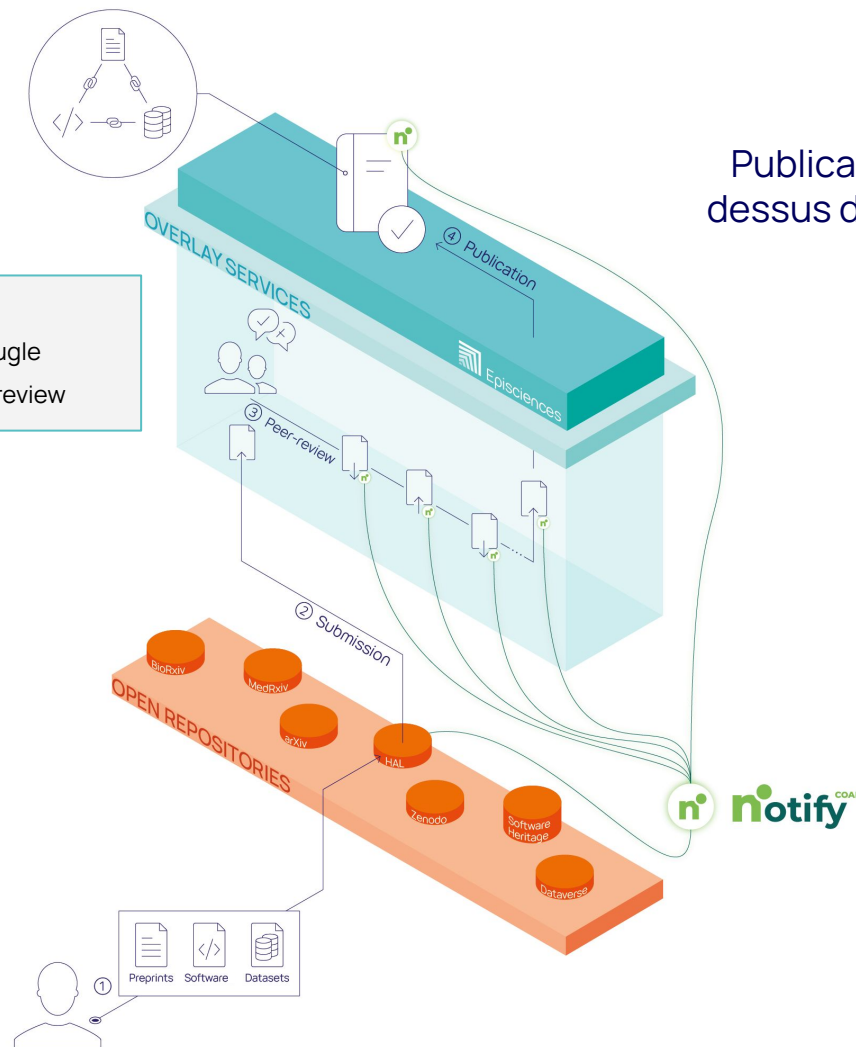 Publica
dessus d
ugle
review
OVERLAY SERVICES
④ Publication
Episciences
③ Peer-review
② Submission
BioRxiv
MedRxiv
arXiv
HAL
Zenodo
Software
Heritage
Dataverse
OPEN REPOSITORIES
n notify COAR
n
①
Preprints Software Datasets